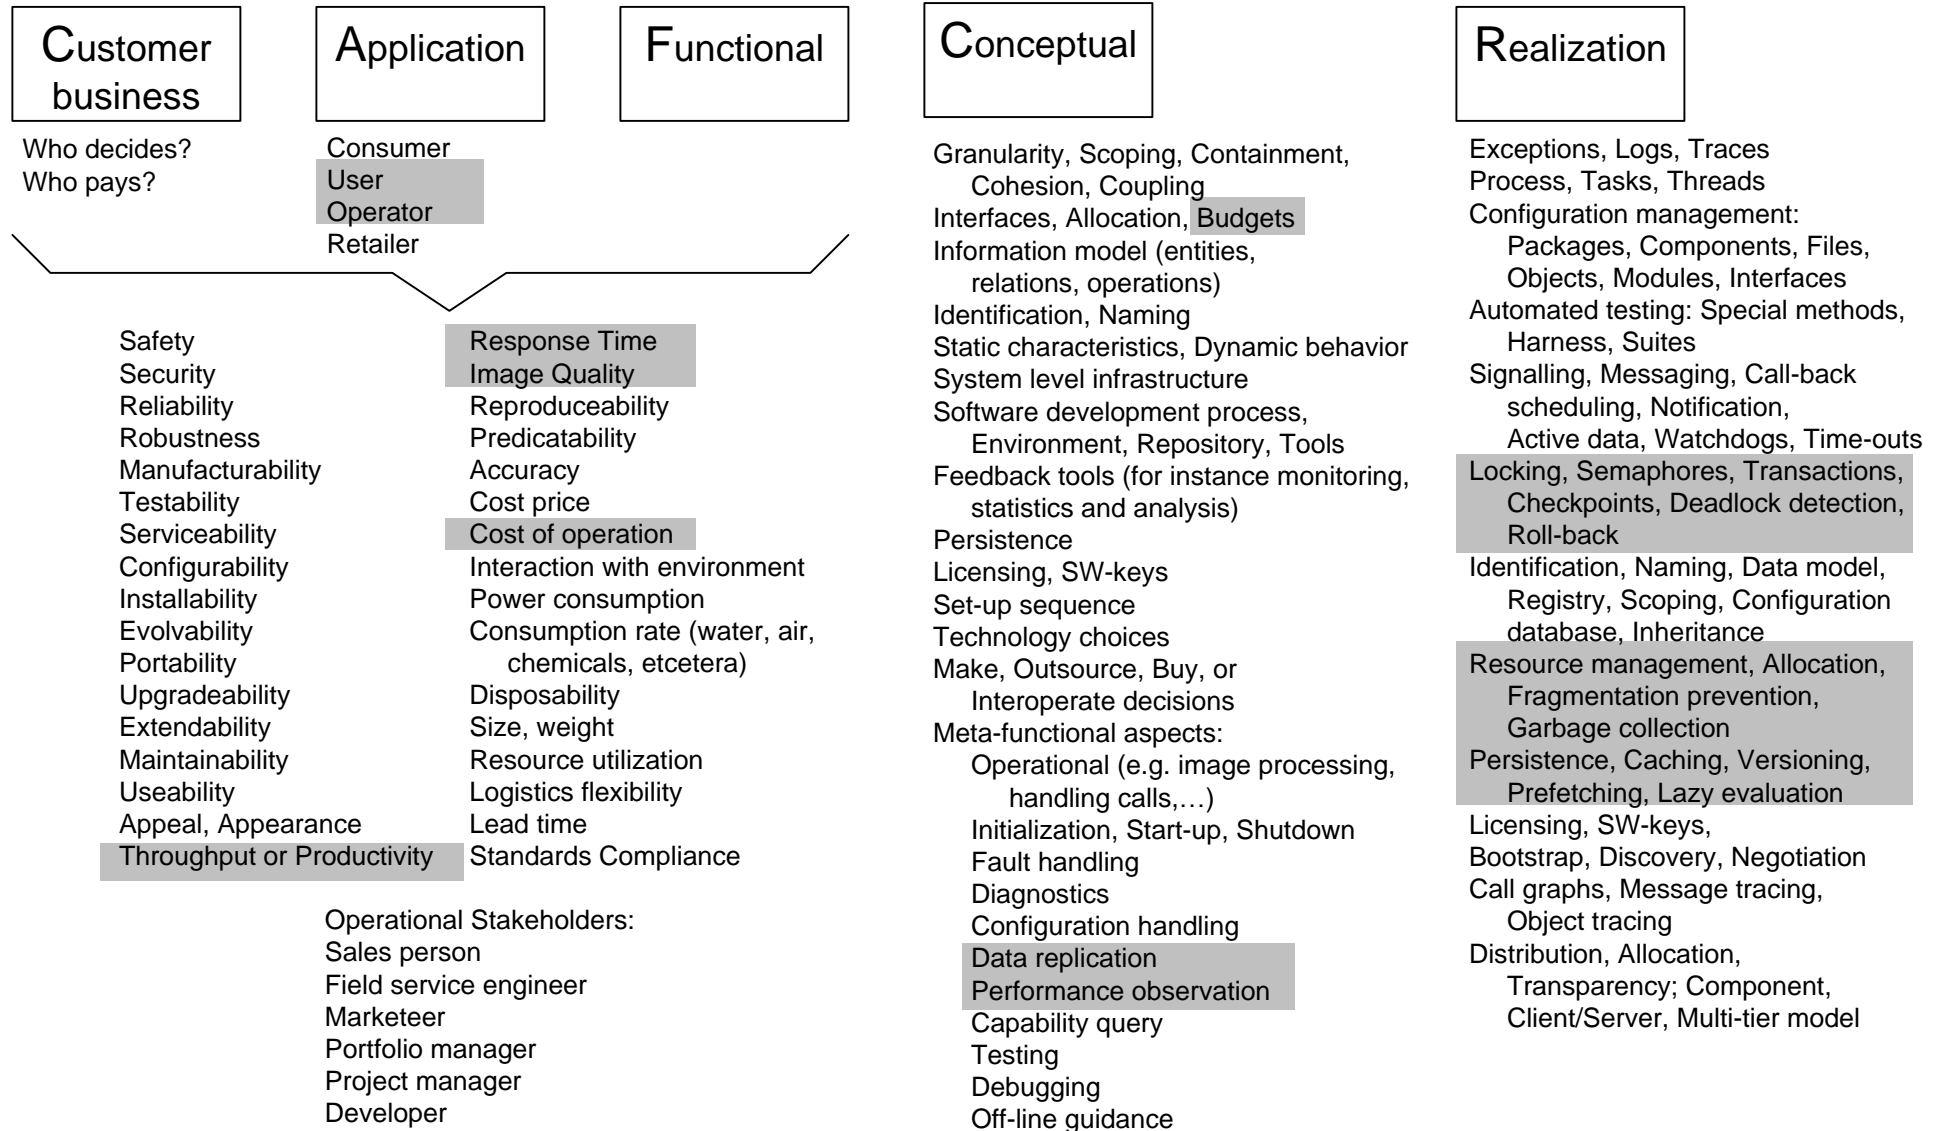 Customer
business
Who decides?
Who pays?
Application
Consumer
User
Operator
Retailer
Functional
Safety
Security
Reliability
Robustness
Manufacturability
Testability
Serviceability
Configurability
Installability
Evolvability
Portability
Upgradeability
Extendability
Maintainability
Useability
Appeal, Appearance
Throughput or Productivity
Response Time
Image Quality
Reproduceability
Predicatability
Accuracy
Cost price
Cost of operation
Interaction with environment
Power consumption
Consumption rate (water, air,
chemicals, etcetera)
Disposability
Size, weight
Resource utilization
Logistics flexibility
Lead time
Standards Compliance
Operational Stakeholders:
Sales person
Field service engineer
Marketeer
Portfolio manager
Project manager
Developer
Conceptual
Granularity, Scoping, Containment,
Cohesion, Coupling
Interfaces, Allocation, Budgets
Information model (entities,
relations, operations)
Identification, Naming
Static characteristics, Dynamic behavior
System level infrastructure
Software development process,
Environment, Repository, Tools
Feedback tools (for instance monitoring,
statistics and analysis)
Persistence
Licensing, SW-keys
Set-up sequence
Technology choices
Make, Outsource, Buy, or
Interoperate decisions
Meta-functional aspects:
Operational (e.g. image processing,
handling calls,…)
Initialization, Start-up, Shutdown
Fault handling
Diagnostics
Configuration handling
Data replication
Performance observation
Capability query
Testing
Debugging
Off-line guidance
Realization
Exceptions, Logs, Traces
Process, Tasks, Threads
Configuration management:
Packages, Components, Files,
Objects, Modules, Interfaces
Automated testing: Special methods,
Harness, Suites
Signalling, Messaging, Call-back
scheduling, Notification,
Active data, Watchdogs, Time-outs
Locking, Semaphores, Transactions,
Checkpoints, Deadlock detection,
Roll-back
Identification, Naming, Data model,
Registry, Scoping, Configuration
database, Inheritance
Resource management, Allocation,
Fragmentation prevention,
Garbage collection
Persistence, Caching, Versioning,
Prefetching, Lazy evaluation
Licensing, SW-keys,
Bootstrap, Discovery, Negotiation
Call graphs, Message tracing,
Object tracing
Distribution, Allocation,
Transparency; Component,
Client/Server, Multi-tier model